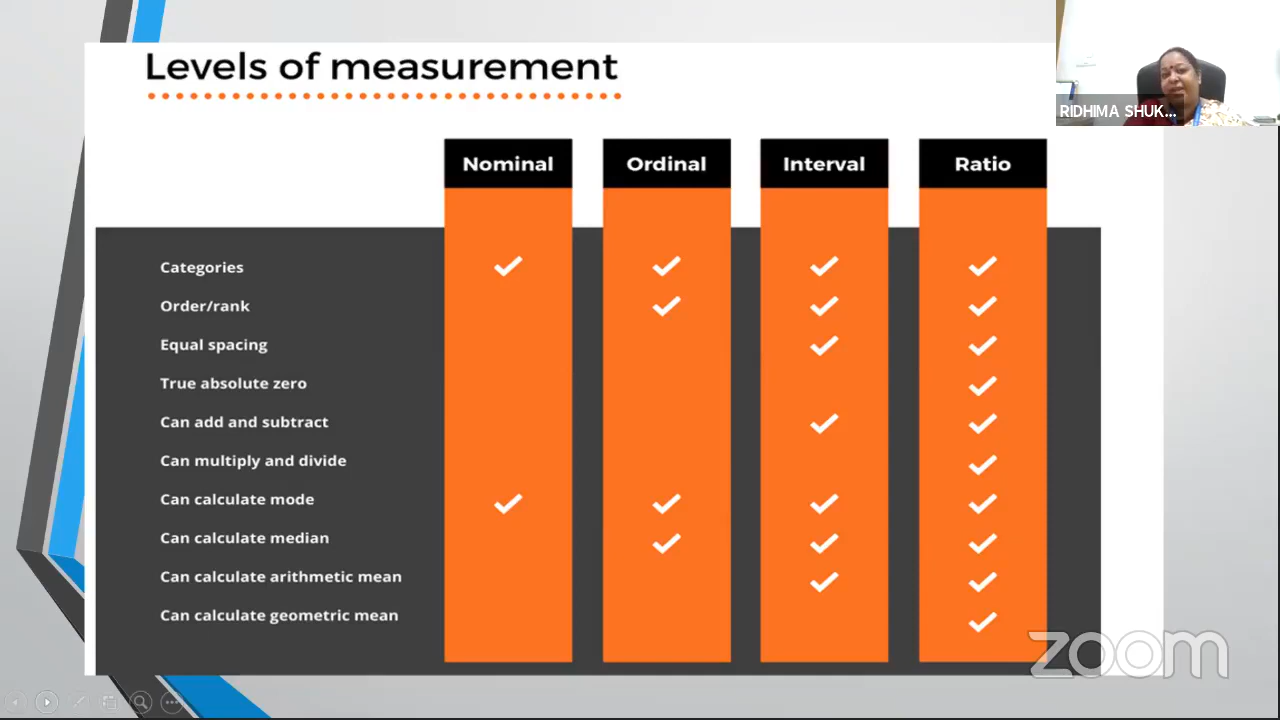 Levels of measurement
RIDHIMA SHUK...
Nominal Ordinal Interval Ratio
Categories
Order/rank
Equal spacing
True absolute zero
Can add and subtract
Can multiply and divide
Can calculate mode
Can calculate median
Can calculate arithmetic mean
Can calculate geometric mean
zoom